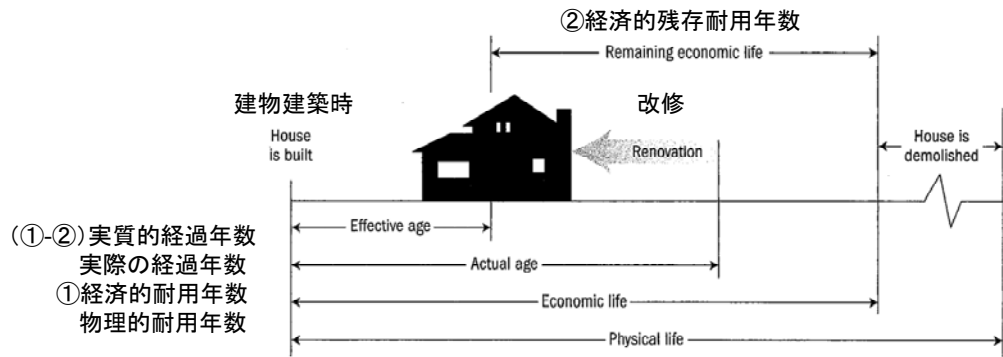 ②経済的残存耐用年数
Remaining economic life
建物建築時
改修
House
is built
Renovation
House is
demolished
(①-②)実質的経過年数
Effective age
実際の経過年数
Actual age
①経済的耐用年数
Economic life
物理的耐用年数
Physical life